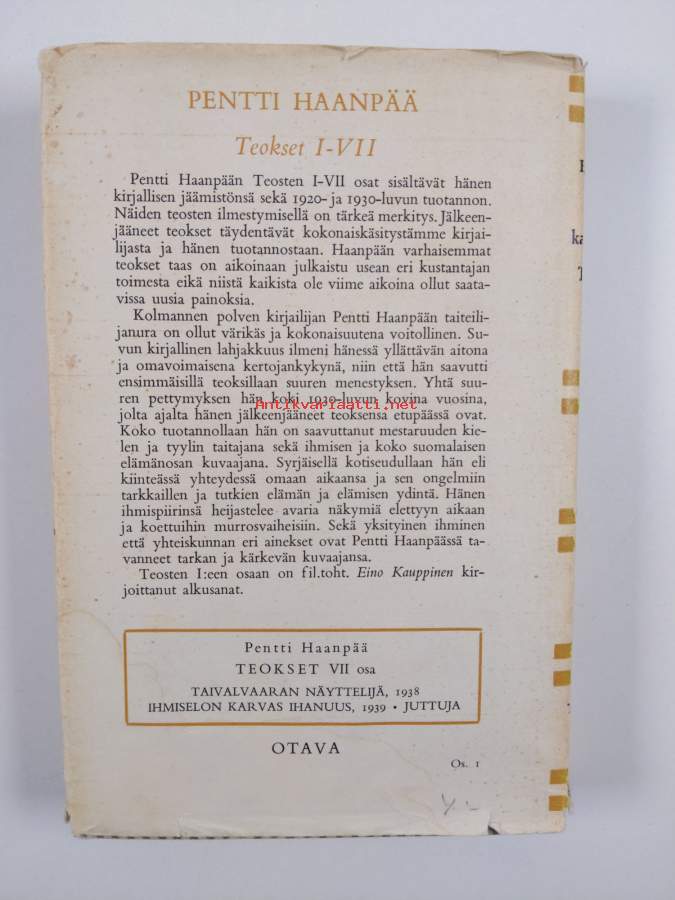 PENTTI HAANPÄÄ
Teokset I-VII
Pentti Haanpään Teosten I-VII osat sisältävät hänen
kirjallisen jäämistönsä sekä 1920- ja 1930-luvun tuotannon.
Näiden teosten ilmestymisellä on tärkeä merkitys. Jälkeen-
jääneet teokset täydentävät kokonaiskäsitystämme kirjai-
lijasta ja hänen tuotannostaan. Haanpään varhaisemmat
teokset taas on aikoinaan julkaistu usean eri kustantajan
toimesta eikä niistä kaikista ole viime aikoina ollut saata-
vissa uusia painoksia.
Kolmannen polven kirjailijan Pentti Haanpään taiteili-
janura on ollut värikäs ja kokonaisuutena voitollinen. Su-
vun kirjallinen lahjakkuus ilmeni hänessä yllättävän aitona
ja omavoimaisena kertojankykynä, niin että hän saavutti
ensimmäisillä teoksillaan suuren menestyksen. Yhtä suu-
ren pettymyksen hän koki 1930-luvun kovina vuosina,
Antikvariaatti.net
jolta ajalta hänen jälkeenjääneet teoksensa etupäässä ovat.
Koko tuotannollaan hän on saavuttanut mestaruuden kie-
len ja tyylin taitajana sekä ihmisen ja koko suomalaisen
elämänosan kuvaajana. Syrjäisellä kotiseudullaan hän eli
kiinteässä yhteydessä omaan aikaansa ja sen ongelmiin
tarkkaillen ja tutkien elämän ja elämisen ydintä. Hänen
ihmispiirinsä heijastelee avaria näkymiä elettyyn aikaan
ja koettuihin murrosvaiheisiin. Sekä yksityinen ihminen
että yhteiskunnan eri ainekset ovat Pentti Haanpäässä ta-
vanneet tarkan ja kärkevän kuvaajansa.
Teosten I:een osaan on fil.toht. Eino Kauppinen kir-
joittanut alkusanat.
Pentti Haanpää
TEOKSET VII osa
TAIVALVAARAN NÄYTTELIJÄ, 1938
IHMISELON KARVAS IHANUUS, 1939 • JUTTUJA
OTAVA
Os. 1